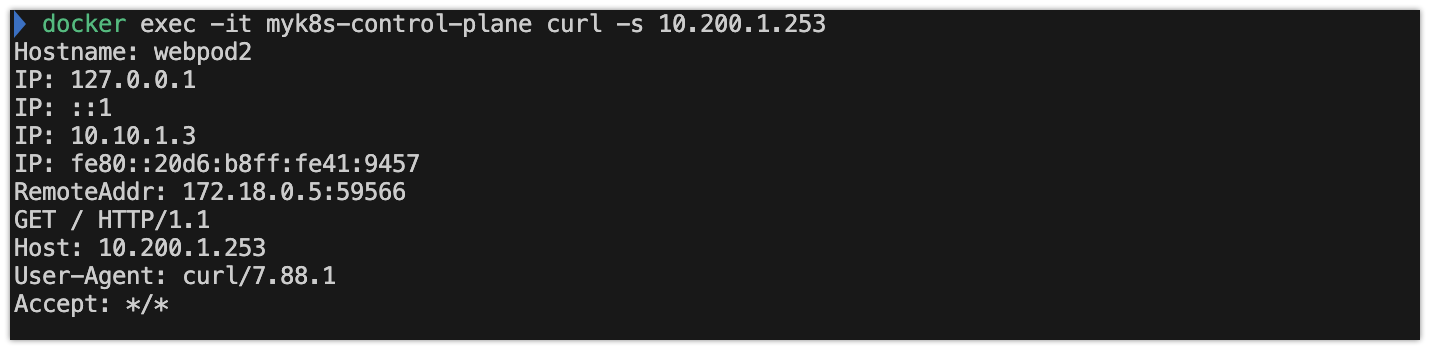 docker exec -it myk8s-control-plane curl -s 10.200.1.253
Hostname: webpod2
IP: 127.0.0.1
IP: ::1
IP: 10.10.1.3
IP: fe80::20d6:b8ff:fe41:9457
RemoteAddr: 172.18.0.5:59566
GET / HTTP/1.1
Host: 10.200.1.253
User-Agent: curl/7.88.1
Accept: */*